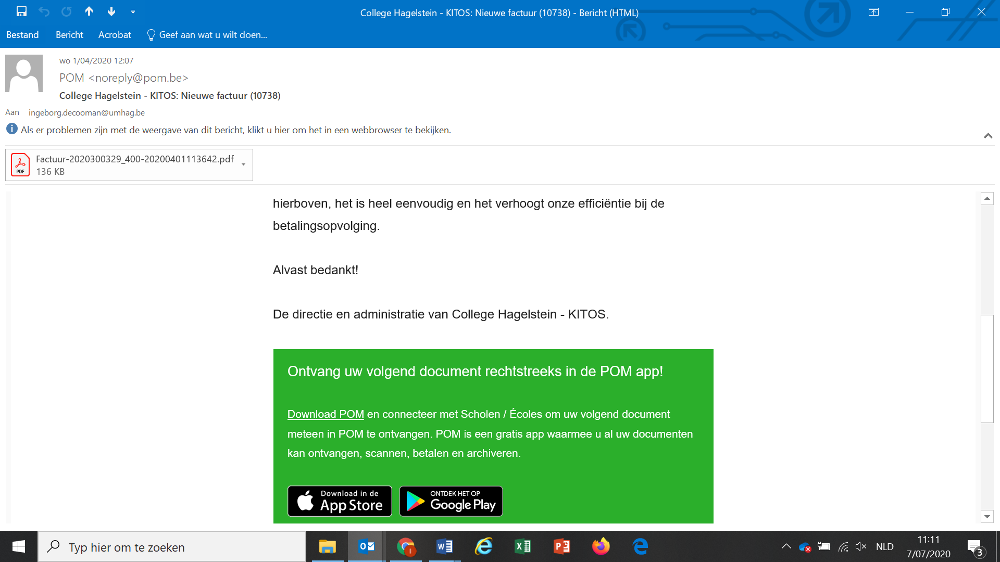 College Hagelstein - KITOS: Nieuwe factuur (10738) - Bericht (HTML)
Bestand Bericht Acrobat Geef aan wat u wilt doen...
wo 1/04/2020 12:07
POM <noreply@pom.be>
College Hagelstein - KITOS: Nieuwe factuur (10738)
Aan ingeborg.decooman@umhag.be
Als er problemen zijn met de weergave van dit bericht, klikt u hier om het in een webbrowser te bekijken.
Factuur-2020300329_400-20200401113642.pdf
PDF
136 KB
hierboven, het is heel eenvoudig en het verhoogt onze efficiëntie bij de
betalingsopvolging.
Alvast bedankt!
De directie en administratie van College Hagelstein - KITOS.
Ontvang uw volgend document rechtstreeks in de POM app!
Download POM en connecteer met Scholen / Écoles om uw volgend document
meteen in POM te ontvangen. POM is een gratis app waarmee u al uw documenten
kan ontvangen, scannen, betalen en archiveren.
Download in de
App Store
ONTDEK HET OP
Google Play
Typ hier om te zoeken
NLD
11:11
7/07/2020
3